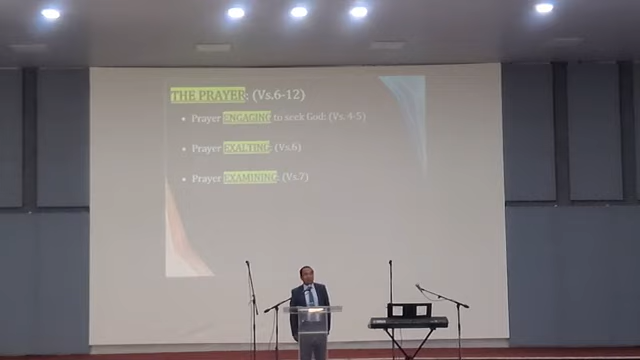 THE PRAYER: (Vs.6-12)
• Prayer ENGAGING to seek God: (Vs. 4-5)
• Prayer EXALTING: (Vs.6)
• Prayer EXAMINING: (Vs.7)